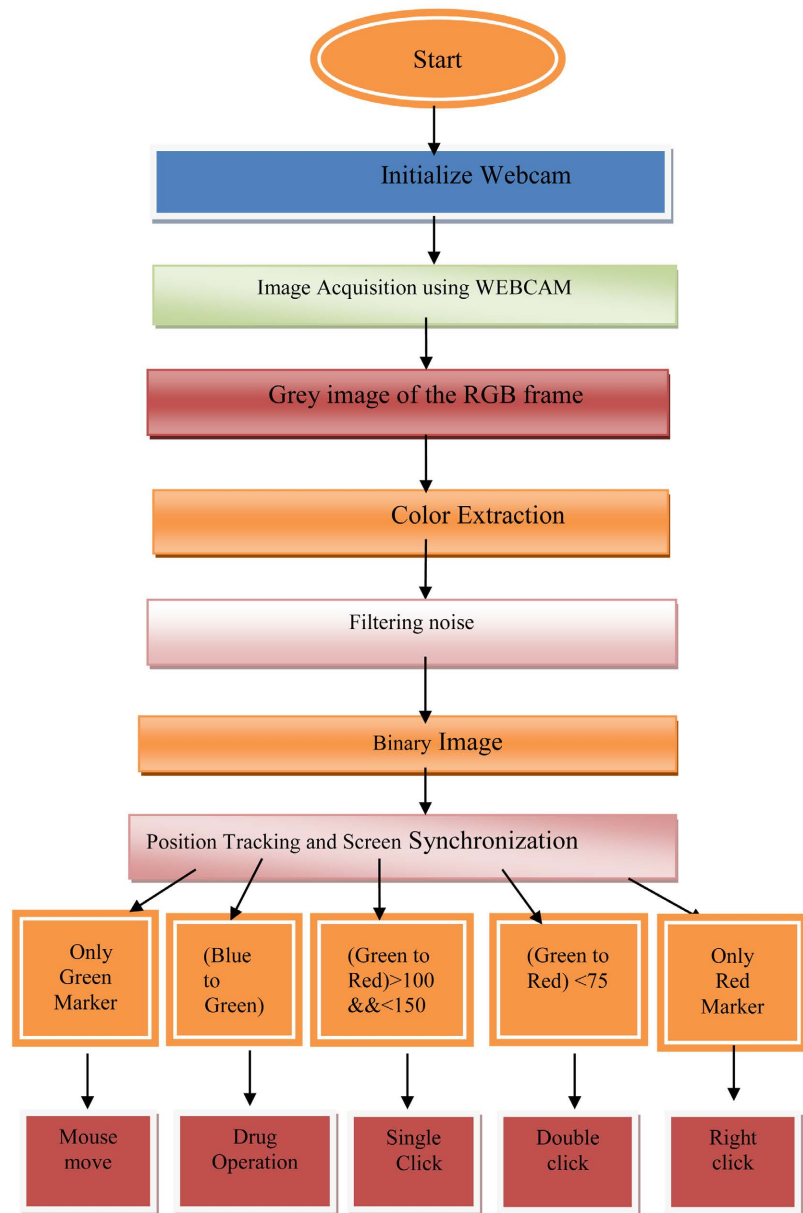 Start
Initialize Webcam
Image Acquisition using WEBCAM
Grey image of the RGB frame
Color Extraction
Filtering noise
Binary Image
Position Tracking and Screen Synchronization
Only
Green
Marker
(Blue
to
Green)
(Green to
Red)>100
&&<150
(Green to
Red) <75
Only
Red
Marker
Mouse
move
Drug
Operation
Single
Click
Double
click
Right
click